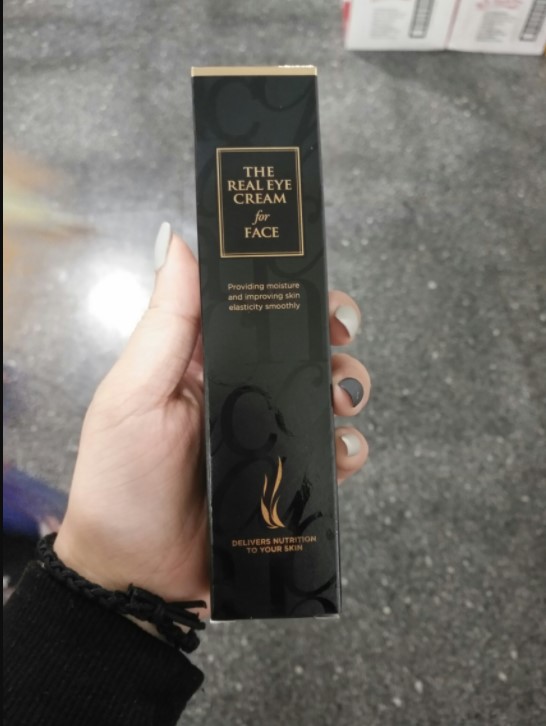 THE
REAL EYE
CREAM
for
FACE
Providing moisture
and improving skin
elasticity smoothly
DELIVERS NUTRITION
TO YOUR SKIN